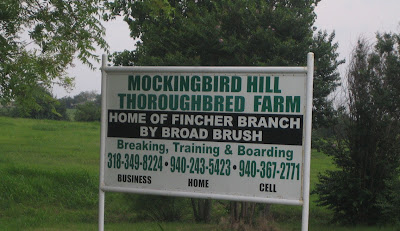 MOCKINGBIRD HILL
THOROUGHBRED FARM
HOME OF FINCHER BRANCH
BY BROAD BRUSH
Breaking, Training & Boarding
318-349-8224 • 940-243-5423 • 940-367-2771
BUSINESS HOME CELL